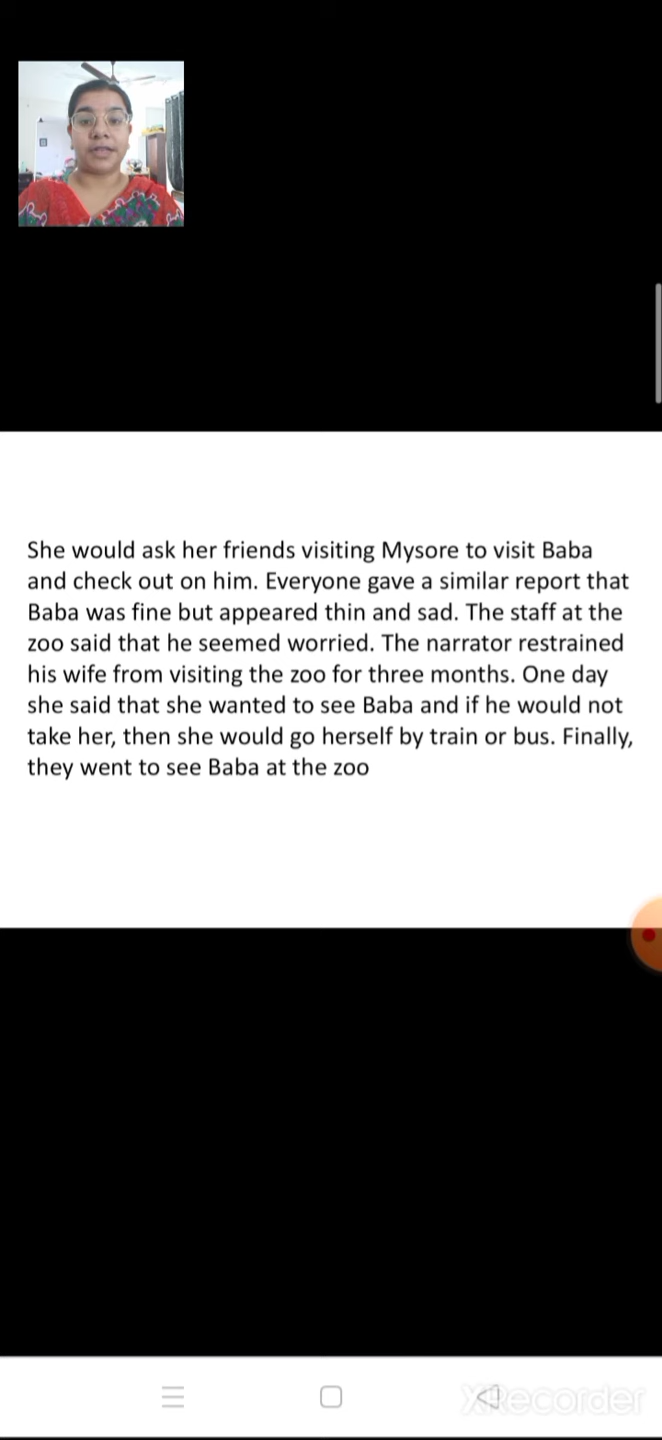 She would ask her friends visiting Mysore to visit Baba
and check out on him. Everyone gave a similar report that
Baba was fine but appeared thin and sad. The staff at the
zoo said that he seemed worried. The narrator restrained
his wife from visiting the zoo for three months. One day
she said that she wanted to see Baba and if he would not
take her, then she would go herself by train or bus. Finally,
they went to see Baba at the zoo
XRecorder